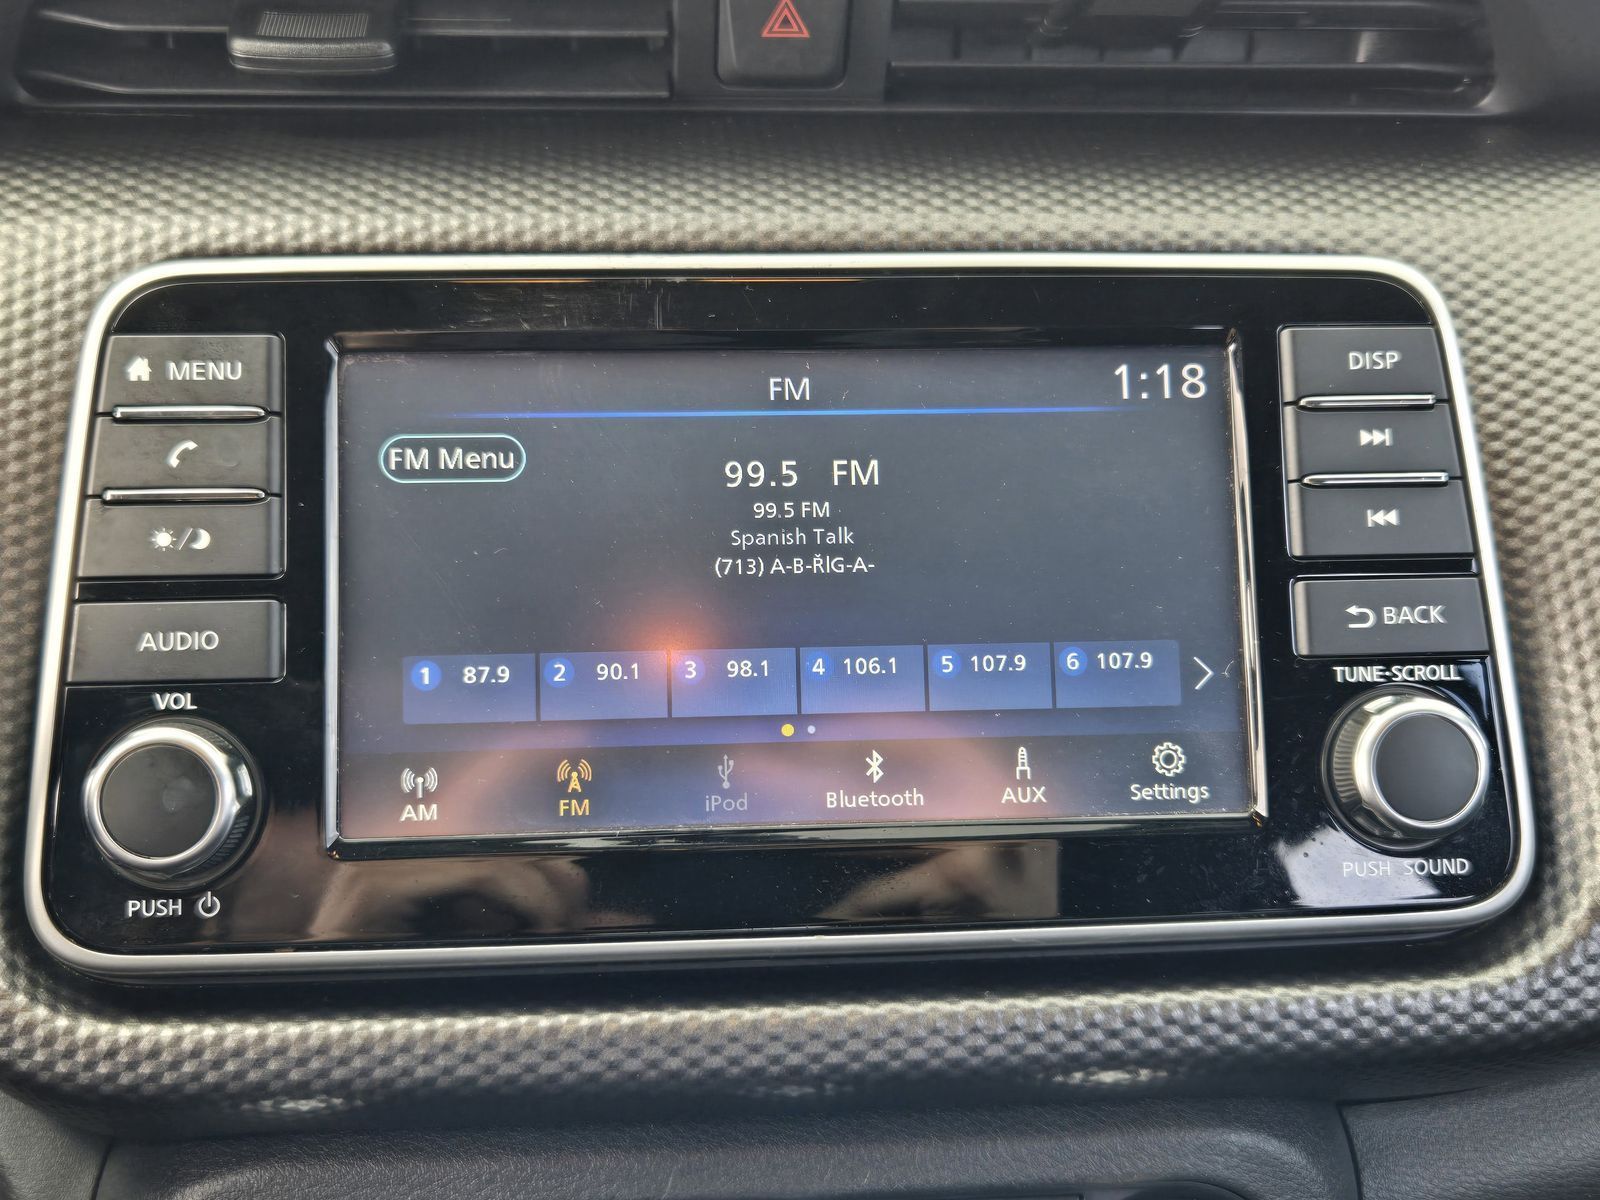 MENU
AUDIO
VOL
PUSH
FM
1:18
FM Menu
99.5 FM
99.5 FM
Spanish Talk
(713) A-B-ŘIG-A-
1 87.9 2 90.1 3 98.1 4 106.1 5 107.9 6 107.9
AM FM iPod Bluetooth AUX Settings
DISP
BACK
TUNE·SCROLL
PUSH SOUND